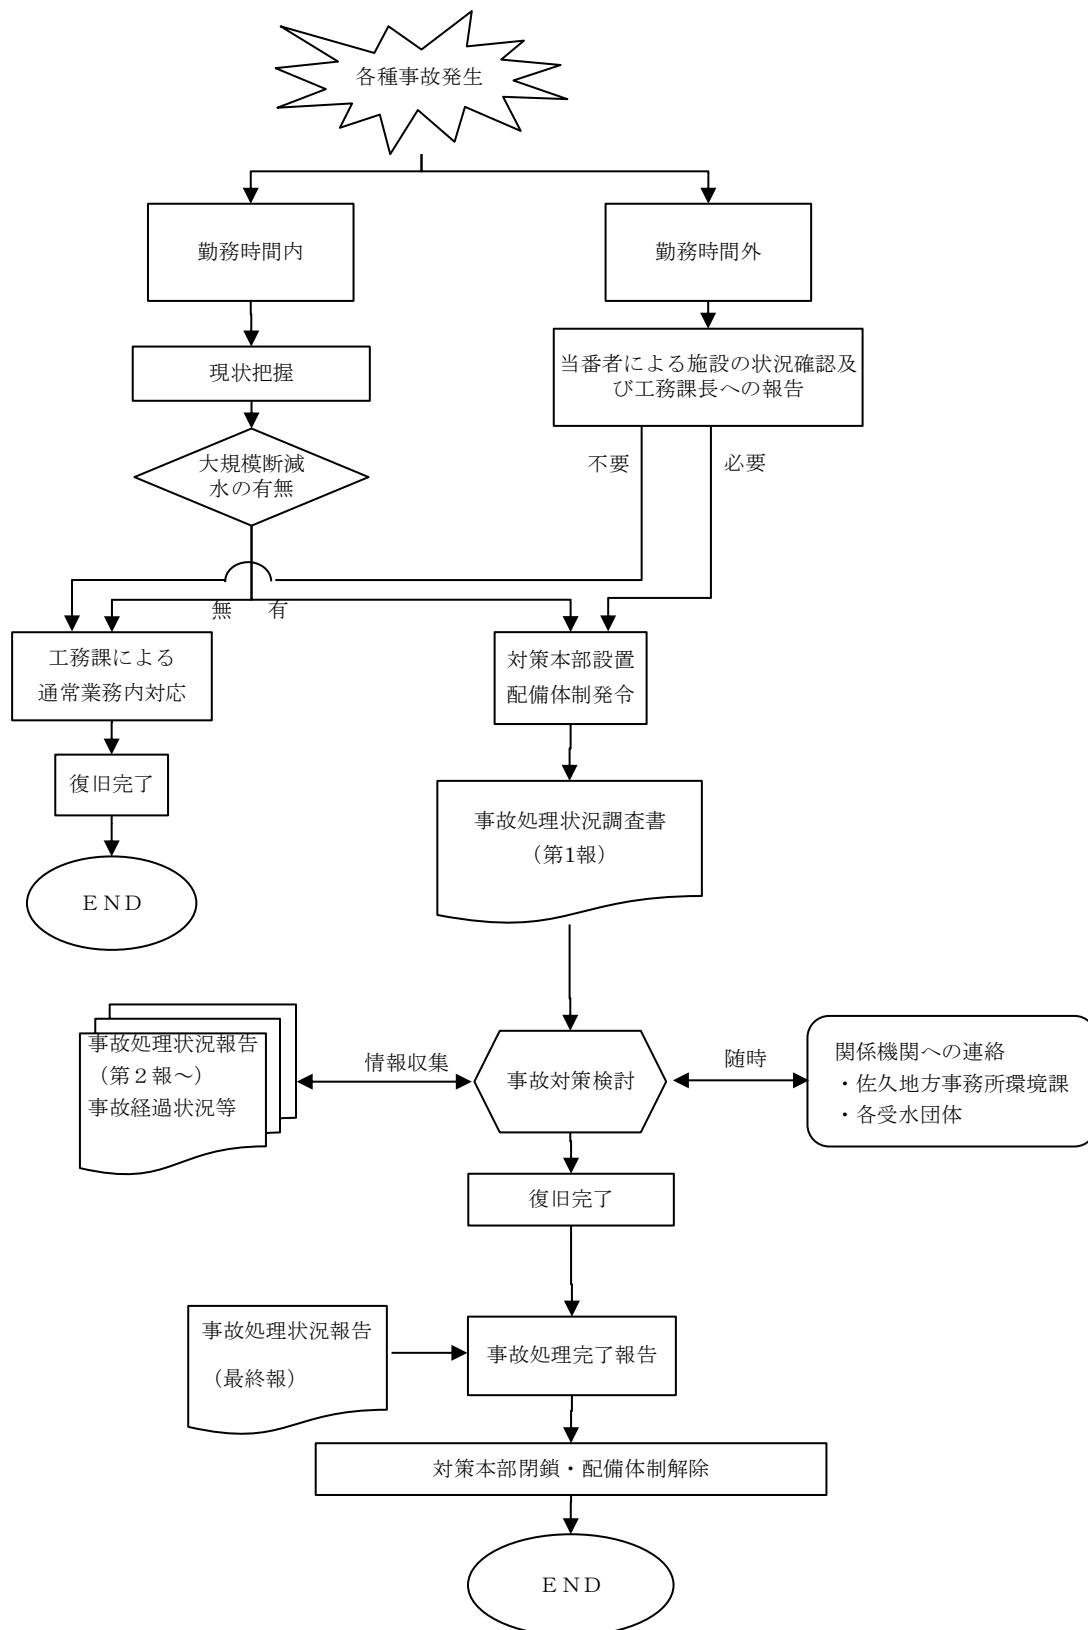 各種事故発生
勤務時間内
勤務時間外
現状把握
当番者による施設の状況確認及
び工務課長への報告
大規模断減
水の有無
不要
必要
無
有
工務課による
通常業務内対応
対策本部設置
配備体制発令
復旧完了
END
事故処理状況調査書
（第1報）
事故処理状況報告
（第２報～）
事故経過状況等
情報収集
事故対策検討
随時
関係機関への連絡
・佐久地方事務所環境課
・各受水団体
復旧完了
事故処理状況報告
（最終報）
事故処理完了報告
対策本部閉鎖・配備体制解除
END